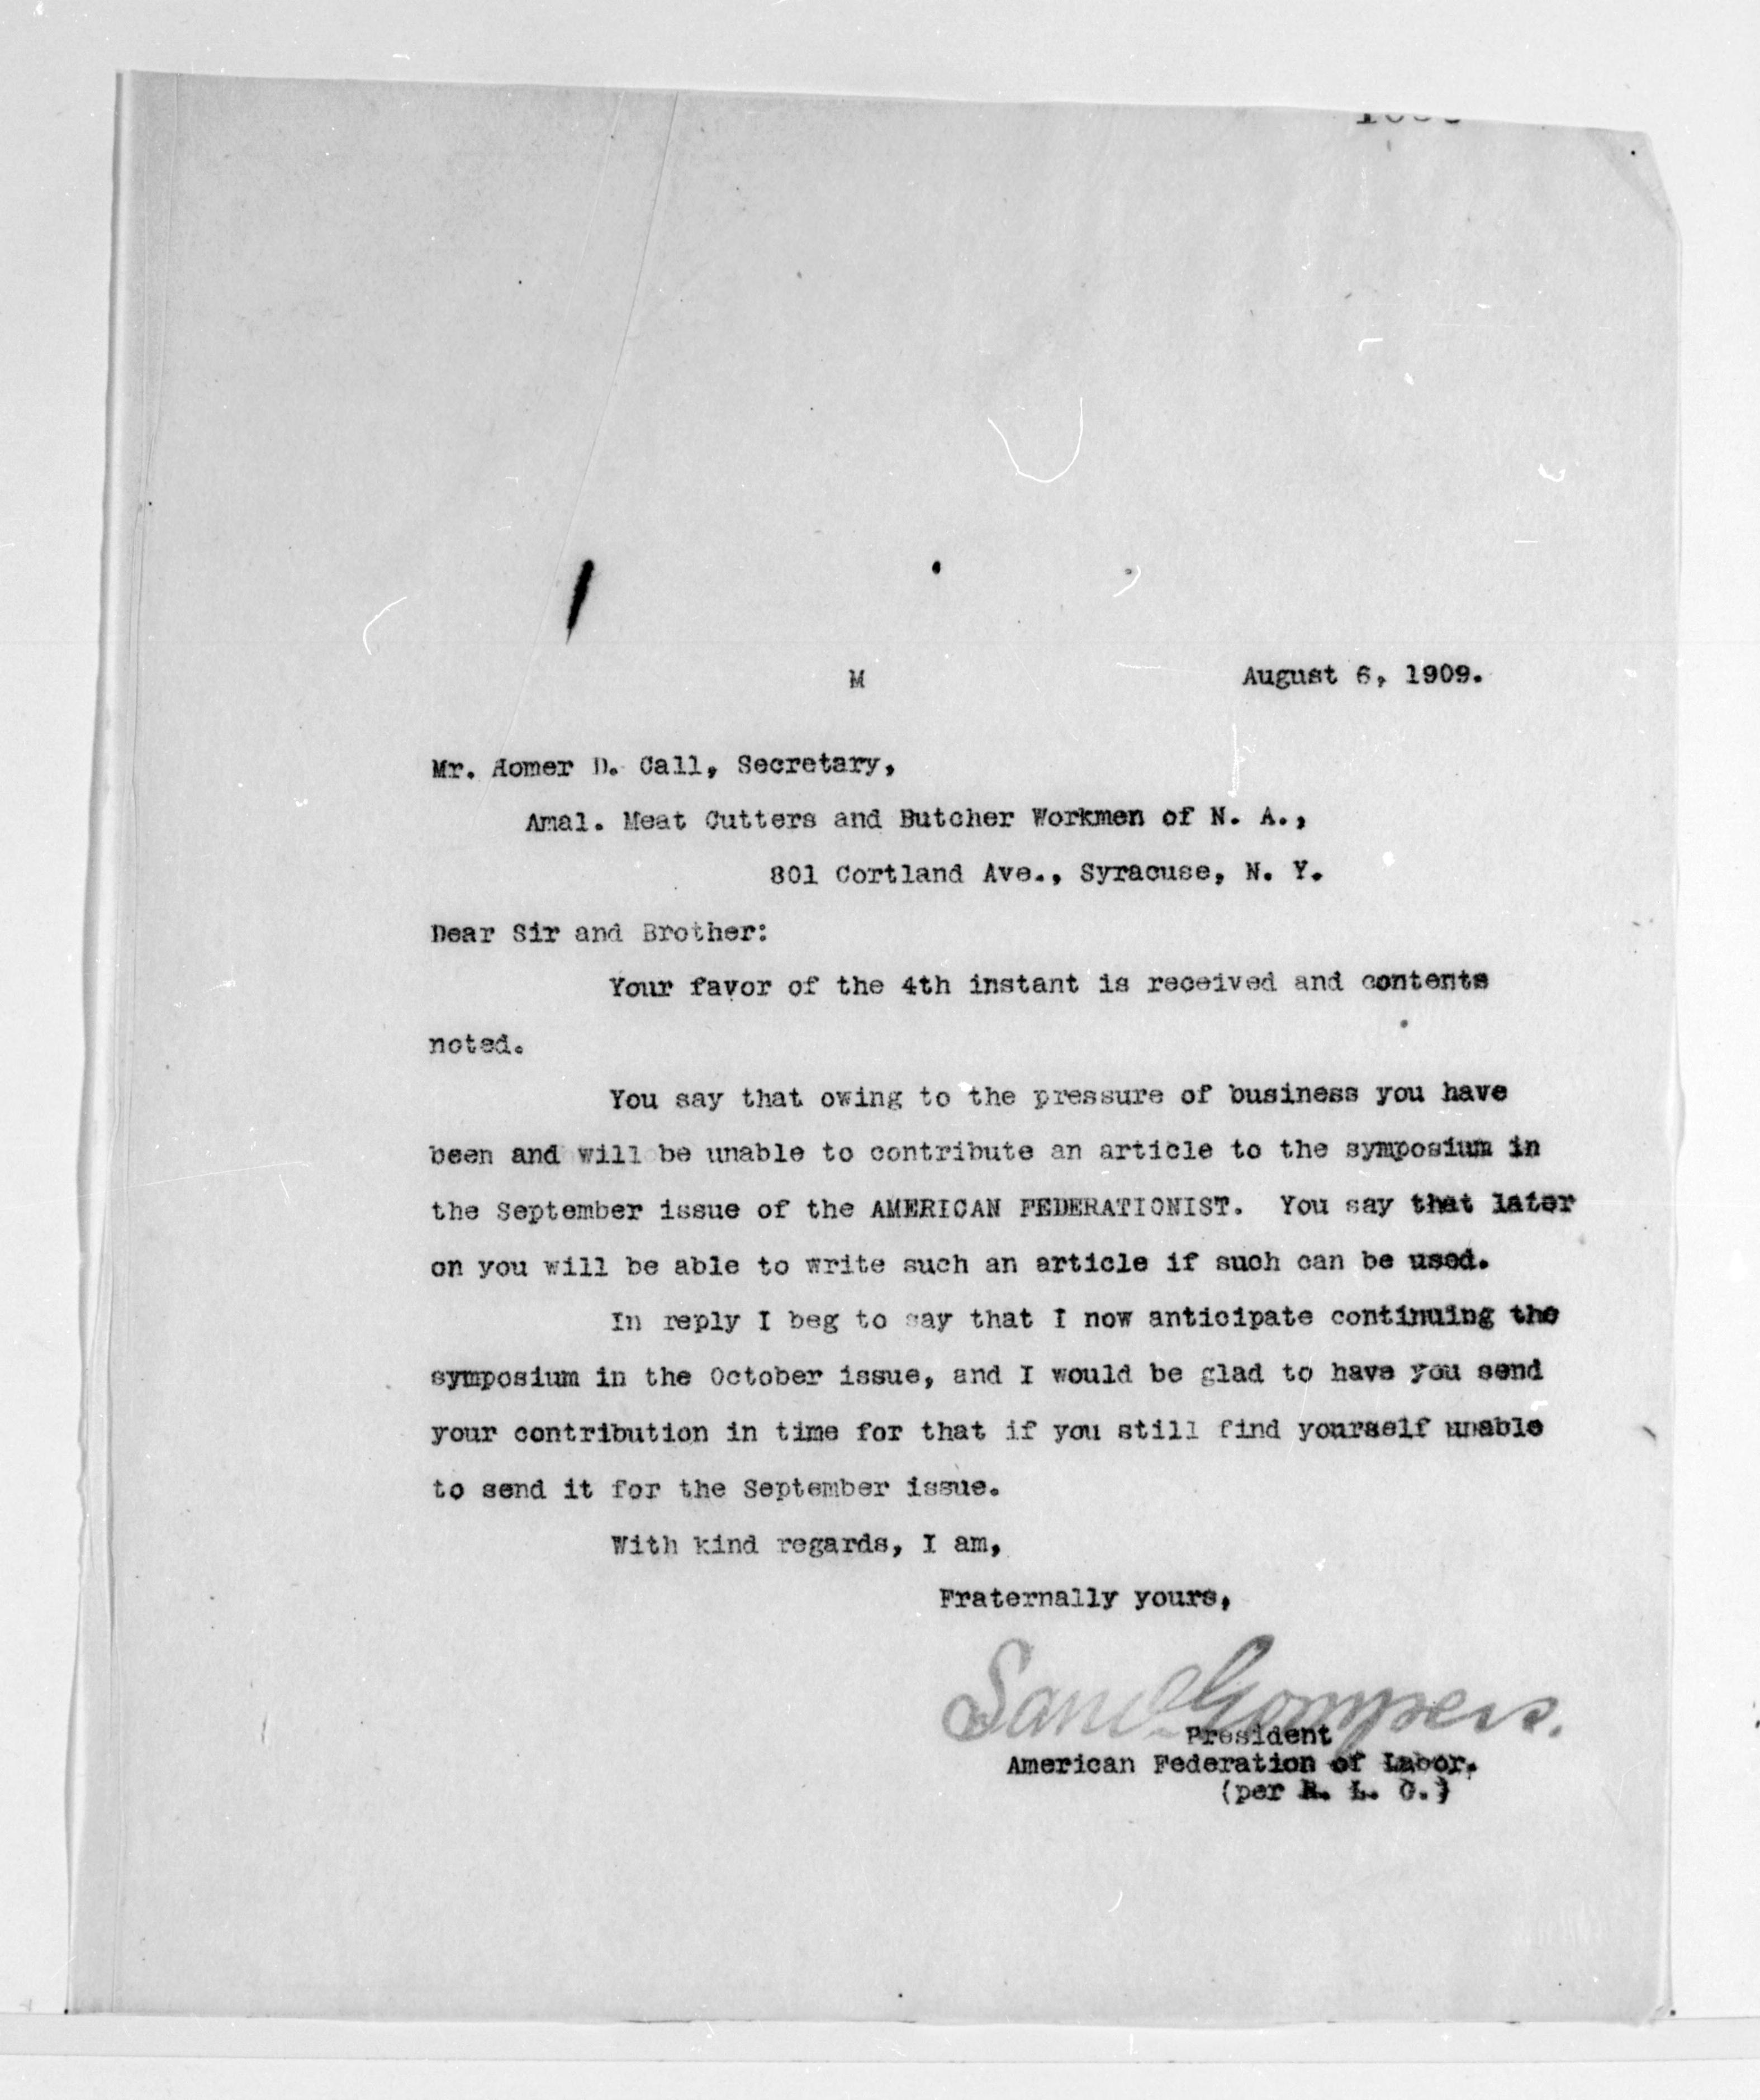 M August 6, 1909.
Mr. Homer D. Call, Secretary,
Amal. Meat Cutters and Butcher Workmen of N. A.,
801 Cortland Ave., Syracuse, N. Y.
Dear Sir and Brother:
Your favor of the 4th instant is received and contents
noted.
You say that owing to the pressure of business you have
been and will be unable to contribute an article to the symposium in
the September issue of the AMERICAN FEDERATIONIST. You say that later
on you will be able to write such an article if such can be used.
In reply I beg to say that I now anticipate continuing the
symposium in the October issue, and I would be glad to have you send
your contribution in time for that if you still find yourself unable
to send it for the September issue.
With kind regards, I am,
Fraternally yours,
Saml Gompers.
President
American Federation of Labor.
(per R. L. G.)